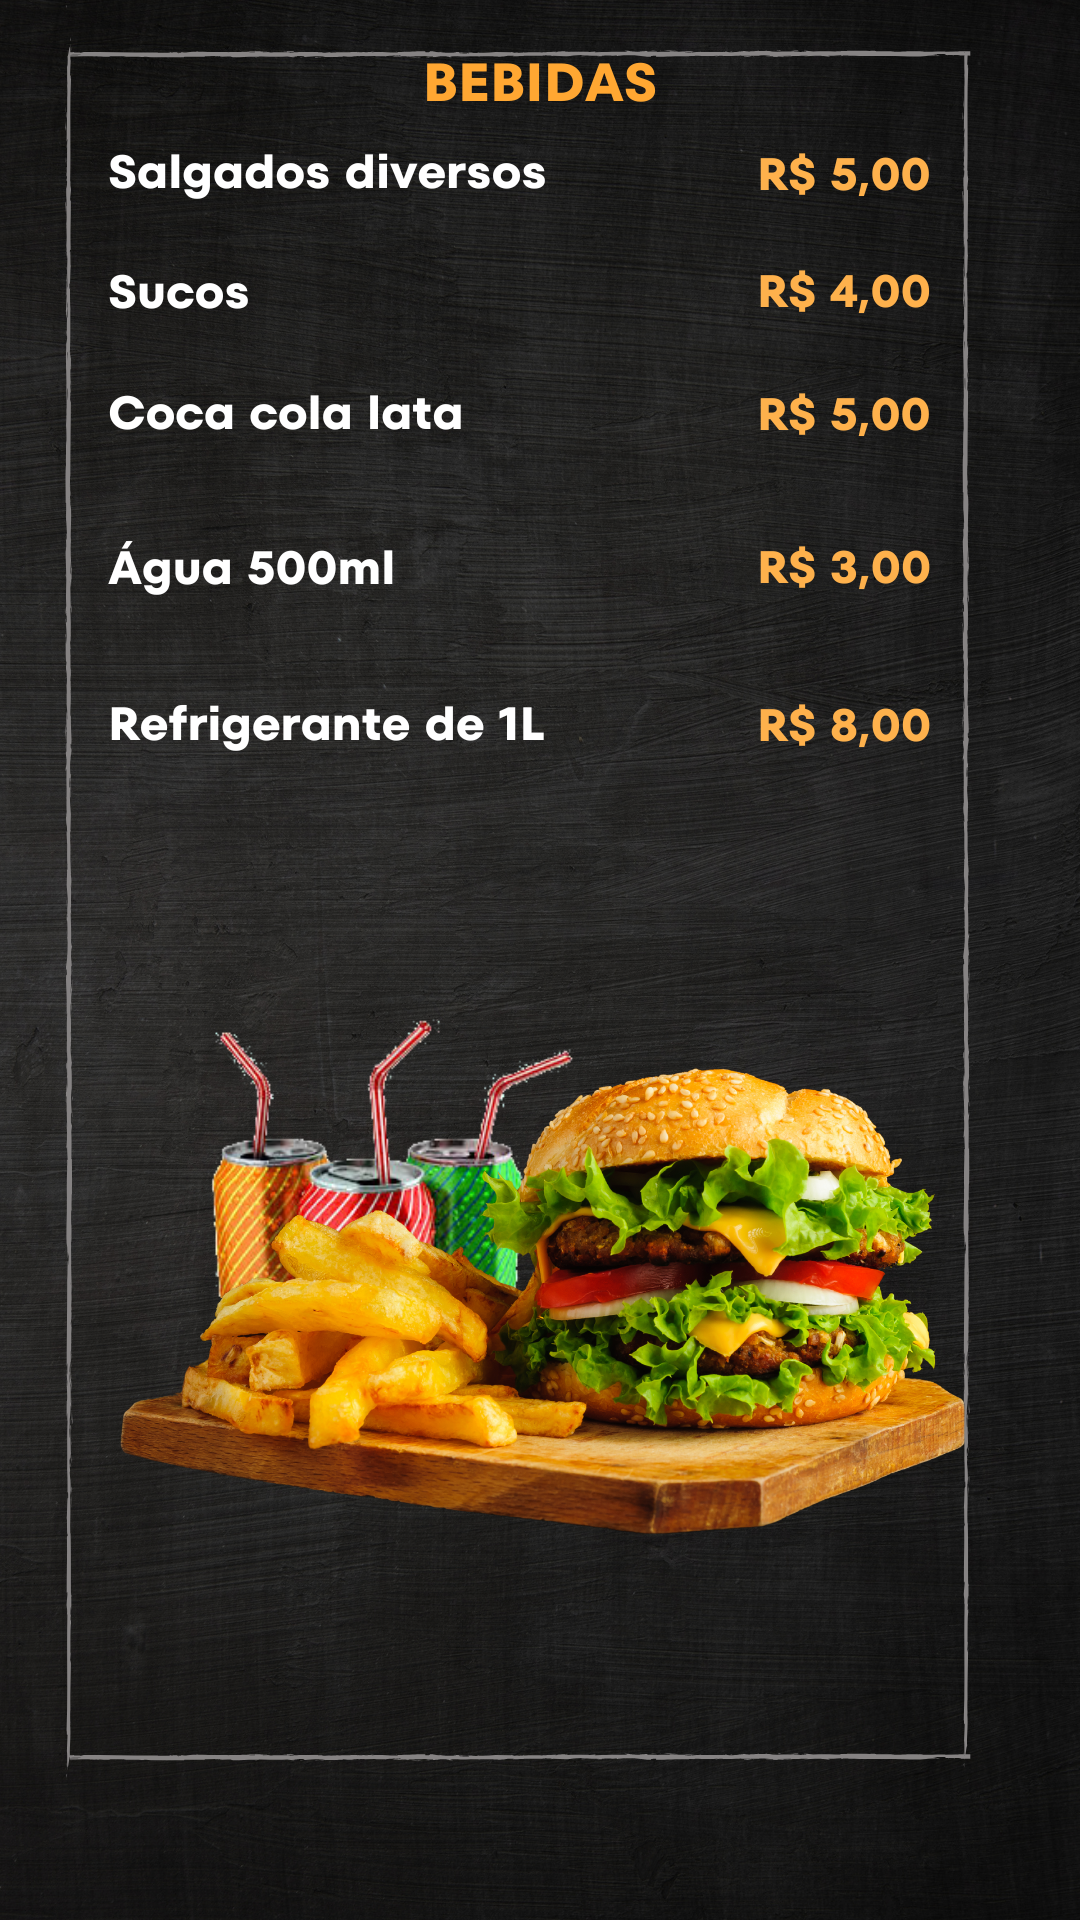 BEBIDAS
Salgados diversos R$ 5,00
Sucos R$ 4,00
Coca cola lata R$ 5,00
Água 500ml R$ 3,00
Refrigerante de 1L R$ 8,00